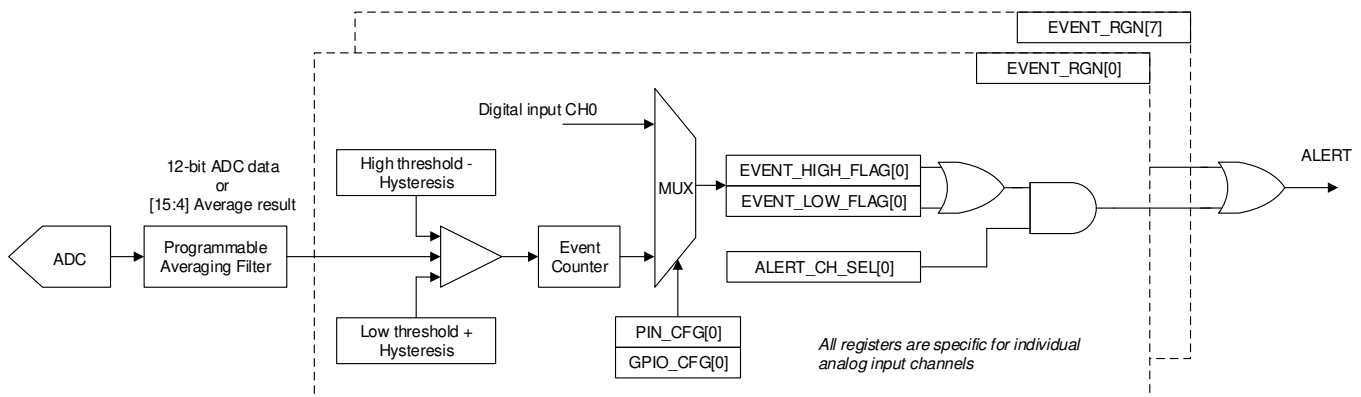 EVENT_RGN[7]
EVENT_RGN[0]
Digital input CH0
12-bit ADC data
or
[15:4] Average result
High threshold -
Hysteresis
MUX
EVENT_HIGH_FLAG[0]
EVENT_LOW_FLAG[0]
ALERT
ADC
Programmable
Averaging Filter
Event
Counter
ALERT_CH_SEL[0]
Low threshold +
Hysteresis
PIN_CFG[0]
GPIO_CFG[0]
All registers are specific for individual
analog input channels